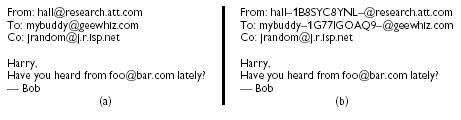 From: hall@research.att.com
To: mybuddy@geewhiz.com
Cc: jrandom@j.r.isp.net
Harry,
Have you heard from foo@bar.com lately?
— Bob
(a)
From: hall–1B8SYC8YNL–@research.att.com
To: mybuddy–1G77IGOAQ9–@geewhiz.com
Cc: jrandom@j.r.isp.net
Harry,
Have you heard from foo@bar.com lately?
— Bob
(b)